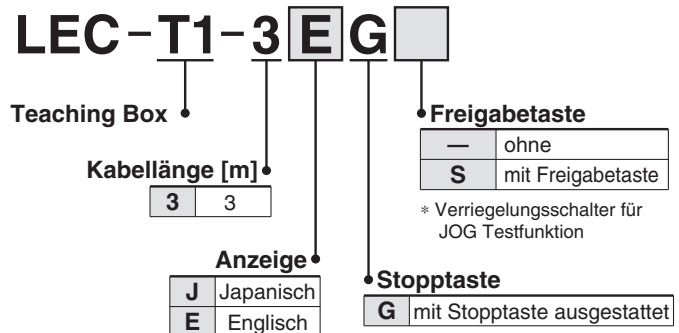 LEC-T1-3EG
Teaching Box
Kabellänge [m]
3 3
Anzeige
J Japanisch
E Englisch
Freigabetaste
— ohne
S mit Freigabetaste
* Verriegelungsschalter für
JOG Testfunktion
Stopptaste
G mit Stopptaste ausgestattet